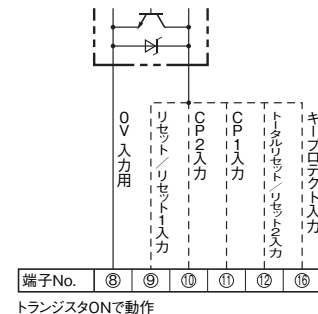 0V 入力用
リセット/リセット1入力
CP2入力
CP1入力
トータルリセット/リセット2入力
キープロテクト入力
端子No. ⑧ ⑨ ⑩ ⑪ ⑫ ⑯
トランジスタONで動作